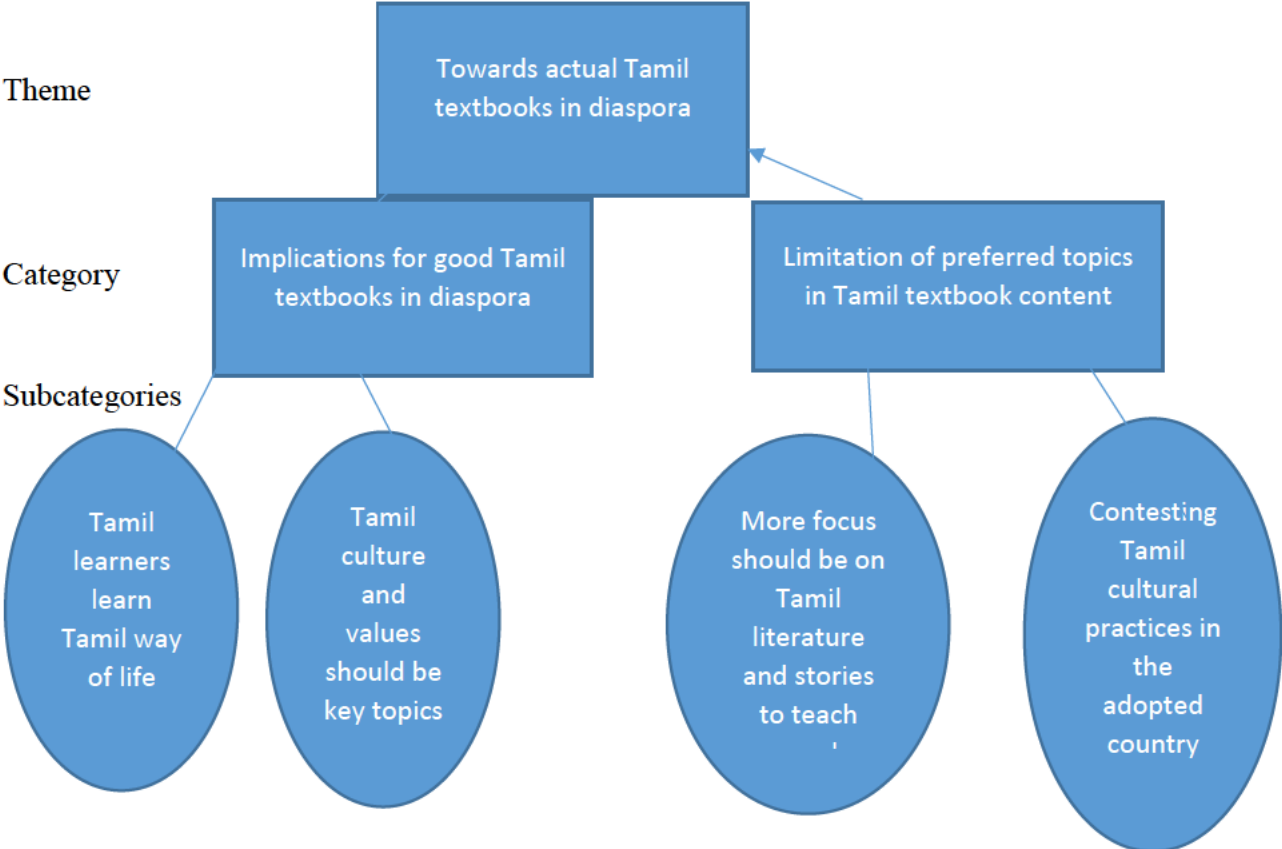 Theme
Towards actual Tamil
textbooks in diaspora
Category
Implications for good Tamil
textbooks in diaspora
Limitation of preferred topics
in Tamil textbook content
Subcategories
Tamil
learners
learn
Tamil way
of life
Tamil
culture
and
values
should be
key topics
More focus
should be on
Tamil
literature
and stories
to teach
Contesting
Tamil
cultural
practices in
the
adopted
country